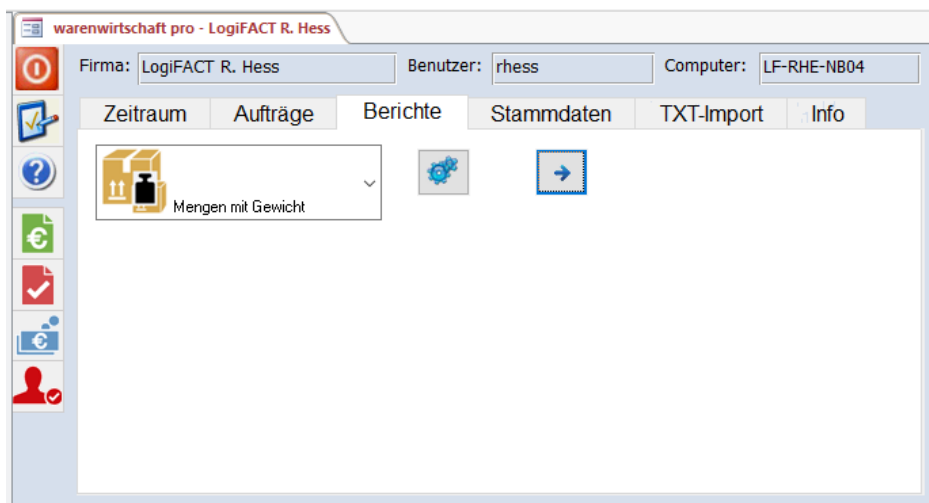 warenwirtschaft pro - LogiFACT R. Hess
Firma: LogiFACT R. Hess Benutzer: rhess Computer: LF-RHE-NB04
Zeitraum Aufträge Berichte Stammdaten TXT-Import Info
Mengen mit Gewicht